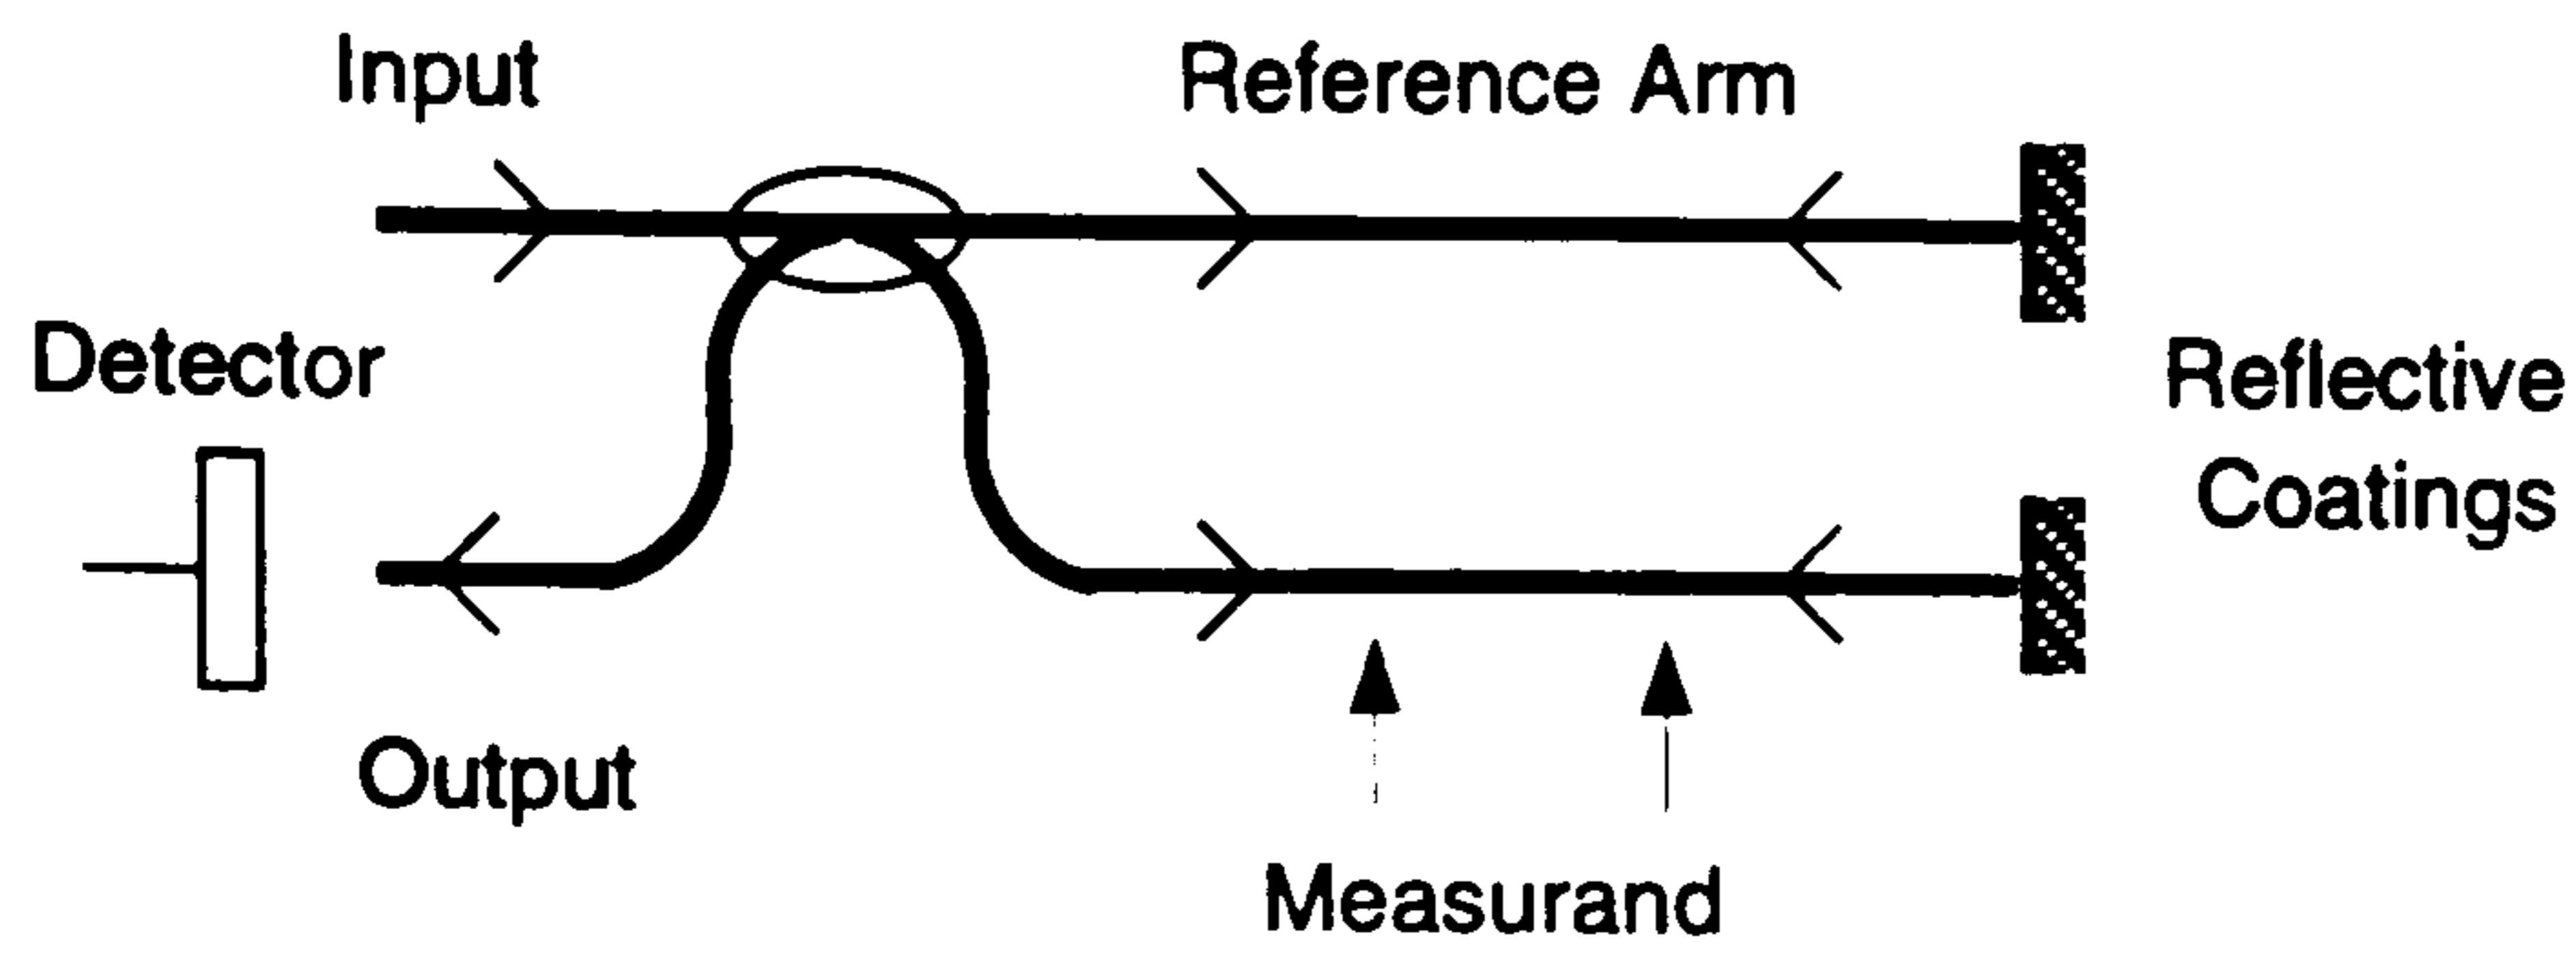 Input
Reference Arm
Detector
Reflective
Coatings
Output
Measurand